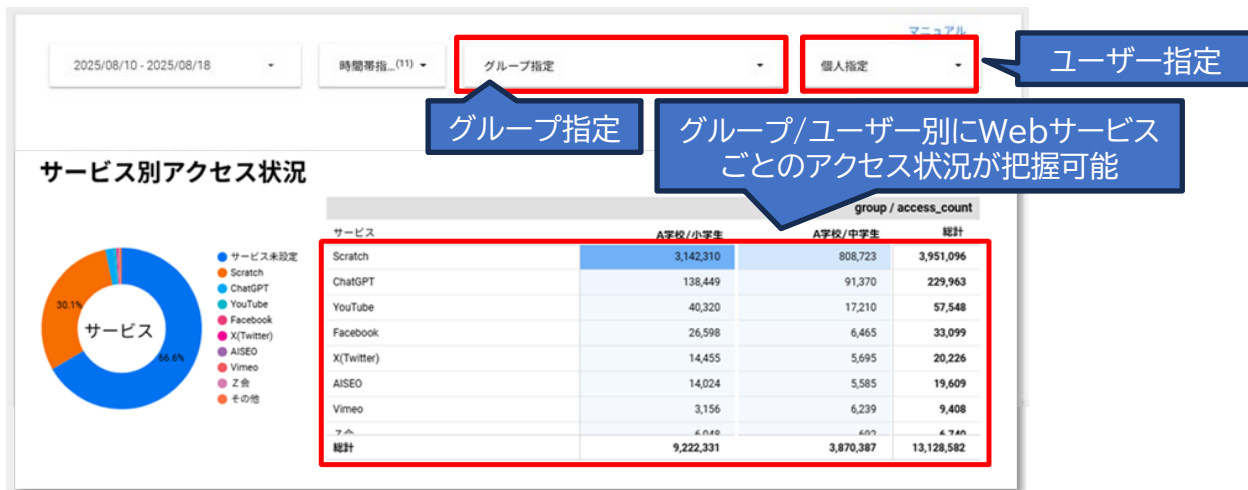 マニュアル
2025/08/10 - 2025/08/18
時間帯指...(11)
グループ指定
個人指定
ユーザー指定
グループ指定
グループ/ユーザー別にWebサービス
ごとのアクセス状況が把握可能
サービス別アクセス状況
group / access_count
サービス A学校/小学生 A学校/中学生 総計
Scratch 3,142,310 808,723 3,951,096
ChatGPT 138,449 91,370 229,963
YouTube 40,320 17,210 57,548
Facebook 26,598 6,465 33,099
X(Twitter) 14,455 5,695 20,226
AISEO 14,024 5,585 19,609
Vimeo 3,156 6,239 9,408
Z会 6,048 692 6,740
総計 9,222,331 3,870,387 13,128,582
サービス
30.1%
66.6%
サービス未設定
Scratch
ChatGPT
YouTube
Facebook
X(Twitter)
AISEO
Vimeo
Z会
その他